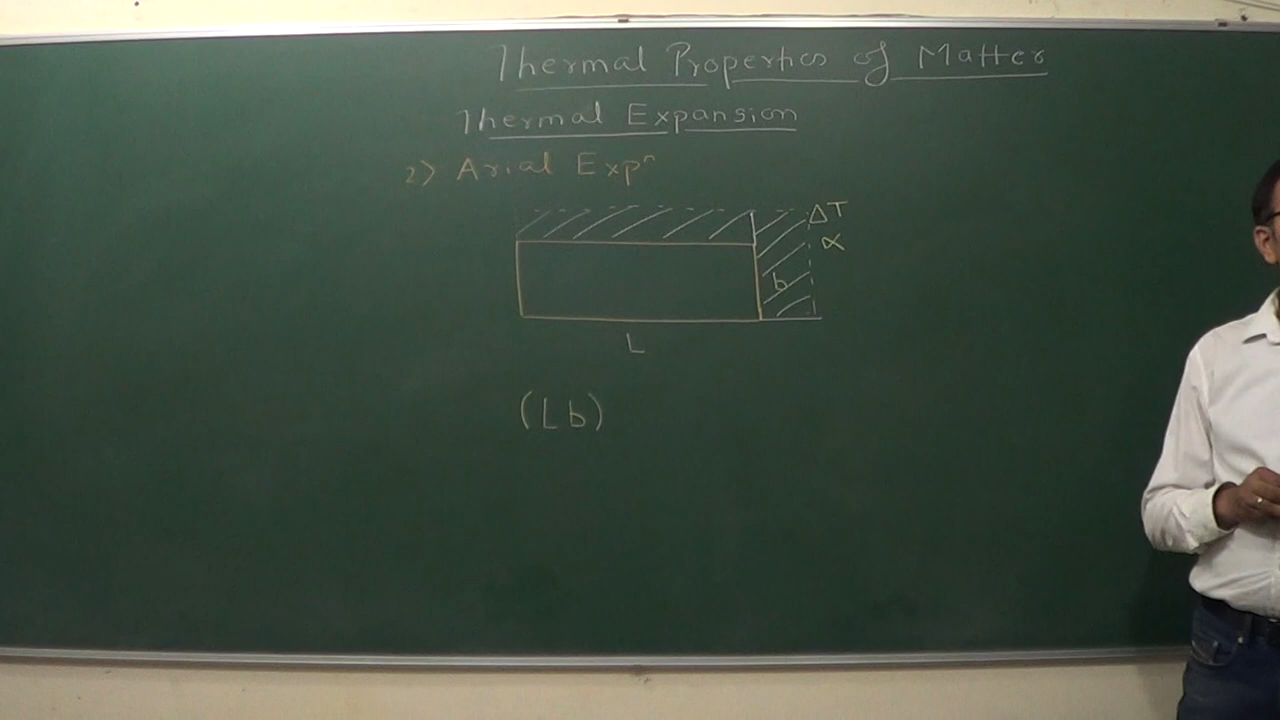 Thermal Properties of Matter
Thermal Expansion
2) Arial Expⁿ
ΔT
α
b
L
(Lb)